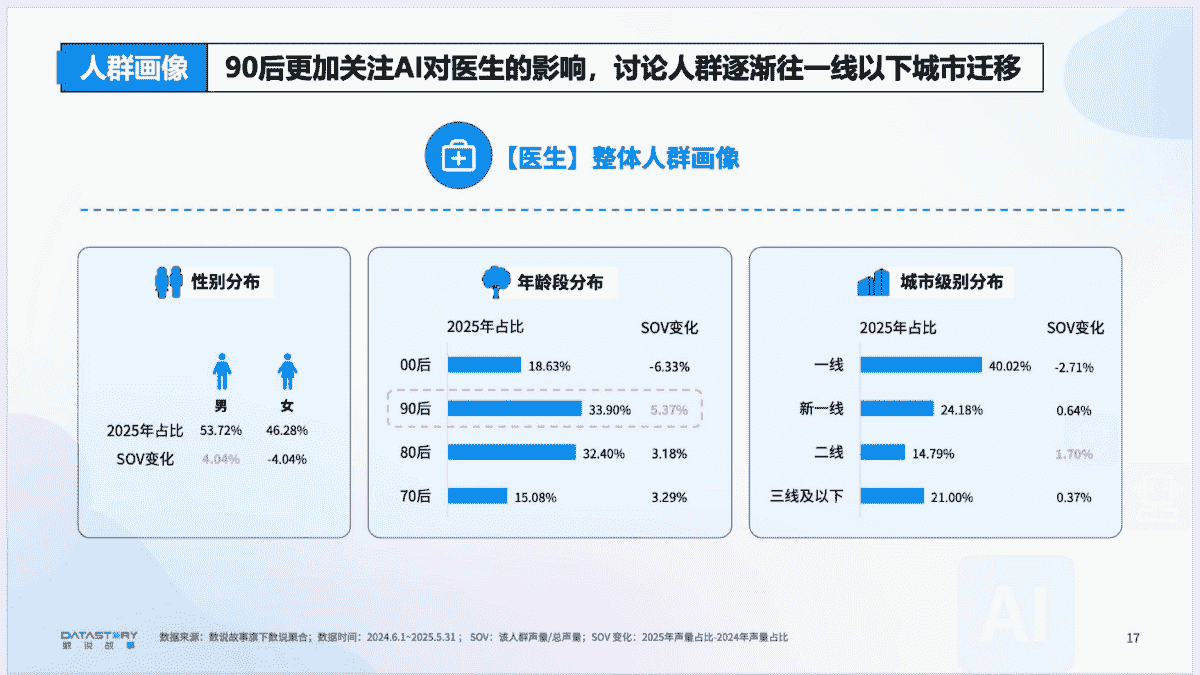 人群画像
90后更加关注AI对医生的影响，讨论人群逐渐往一线以下城市迁移
【医生】整体人群画像
性别分布
男 女
2025年占比 53.72% 46.28%
SOV变化 4.04% -4.04%
年龄段分布
2025年占比 SOV变化
00后 18.63% -6.33%
90后 33.90% 5.37%
80后 32.40% 3.18%
70后 15.08% 3.29%
城市级别分布
2025年占比 SOV变化
一线 40.02% -2.71%
新一线 24.18% 0.64%
二线 14.79% 1.70%
三线及以下 21.00% 0.37%
AI
DATASTORY
数说故事
数据来源：数说故事旗下数说聚合；数据时间：2024.6.1~2025.5.31； SOV：该人群声量/总声量；SOV 变化：2025年声量占比-2024年声量占比
17